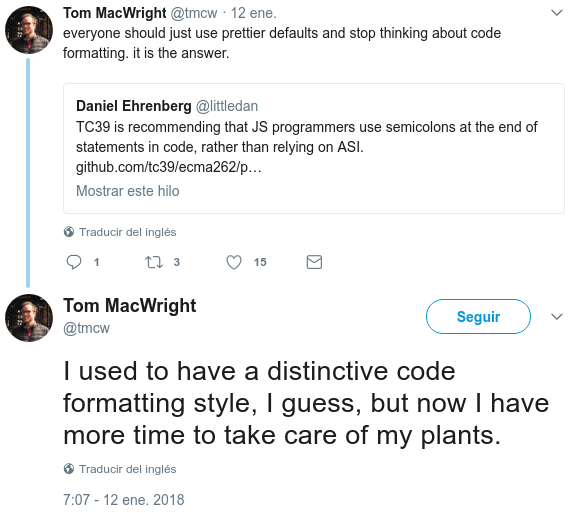 Tom MacWright @tmcw · 12 ene.
everyone should just use prettier defaults and stop thinking about code
formatting. it is the answer.
Daniel Ehrenberg @littledan
TC39 is recommending that JS programmers use semicolons at the end of
statements in code, rather than relying on ASI.
github.com/tc39/ecma262/p…
Mostrar este hilo
Traducir del inglés
1 3 15
Tom MacWright
@tmcw
Seguir
I used to have a distinctive code
formatting style, I guess, but now I have
more time to take care of my plants.
Traducir del inglés
7:07 - 12 ene. 2018